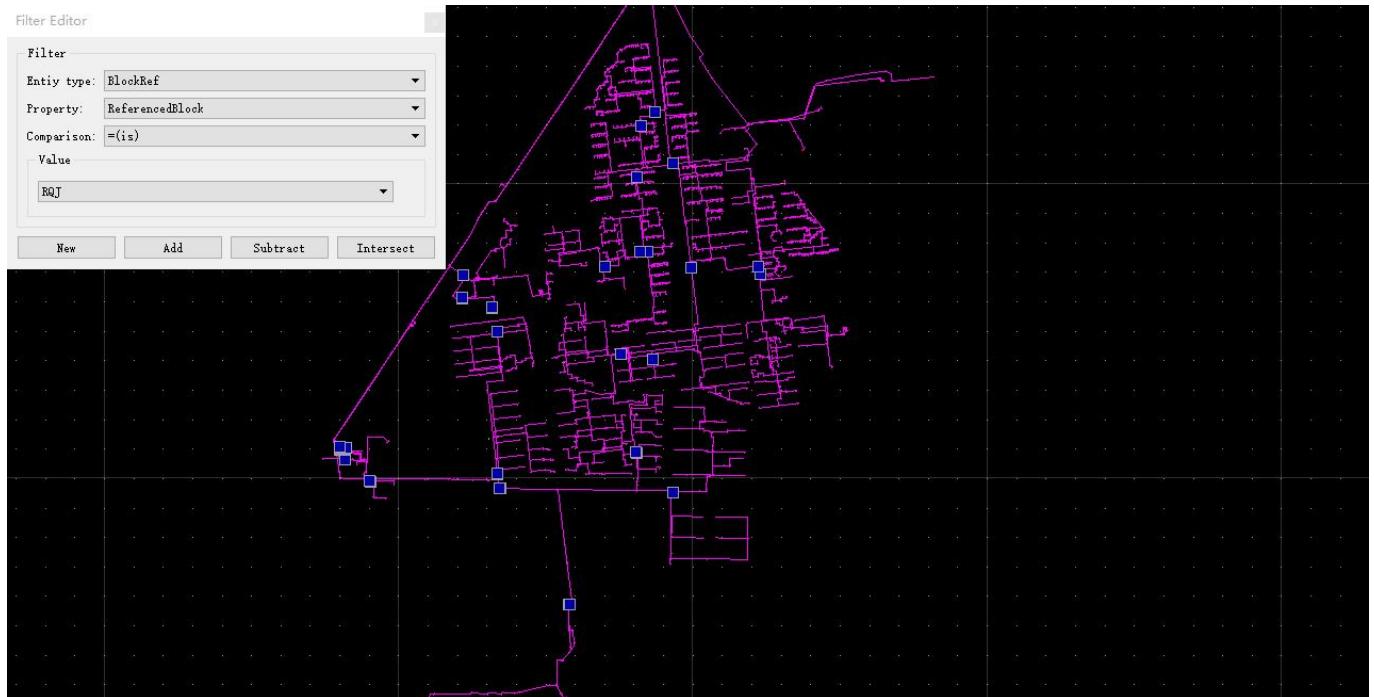 Filter Editor
Filter
Entiy type: BlockRef
Property: ReferencedBlock
Comparison: =(is)
Value
RQJ
New Add Subtract Intersect